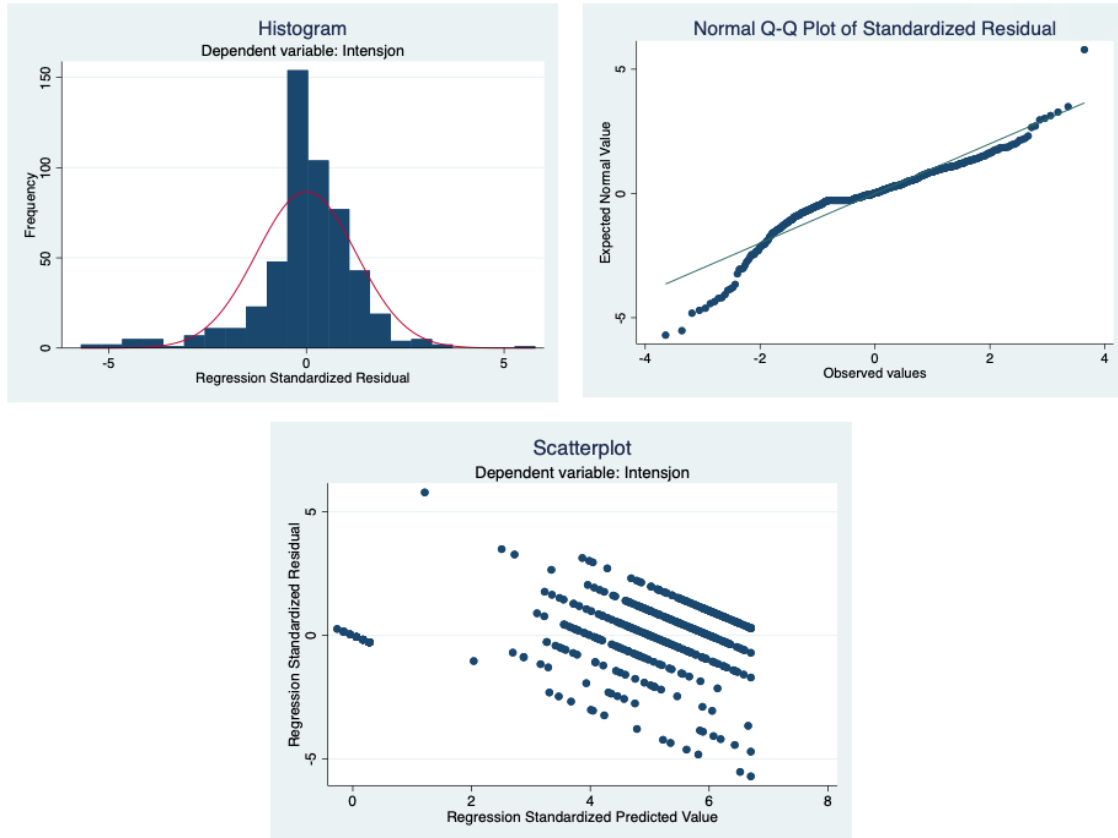 Histogram
Dependent variable: Intensjon
Frequency
150
100
50
0
-5
0
5
Regression Standardized Residual
Normal Q-Q Plot of Standardized Residual
Expected Normal Value
5
0
-5
-4
-2
0
2
4
Observed values
Scatterplot
Dependent variable: Intensjon
Regression Standardized Residual
5
0
-5
0
2
4
6
8
Regression Standardized Predicted Value